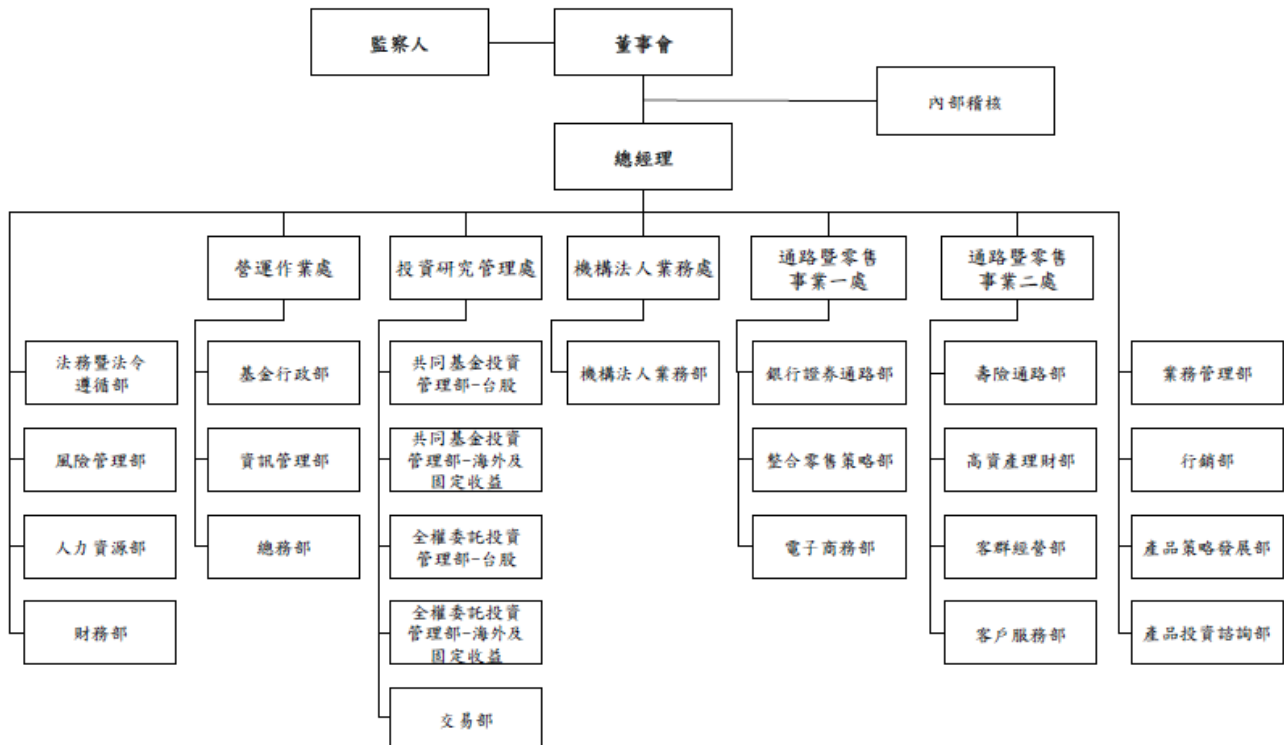 監察人
董事會
內部稽核
總經理
營運作業處
投資研究管理處
機構法人業務處
通路暨零售
事業一處
通路暨零售
事業二處
法務暨法令
遵循部
基金行政部
共同基金投資
管理部-台股
機構法人業務部
銀行證券通路部
壽險通路部
業務管理部
風險管理部
資訊管理部
共同基金投資
管理部-海外及
固定收益
整合零售策略部
高資產理財部
行銷部
人力資源部
總務部
全權委託投資
管理部-台股
電子商務部
客群經營部
產品策略發展部
財務部
全權委託投資
管理部-海外及
固定收益
客戶服務部
產品投資諮詢部
交易部